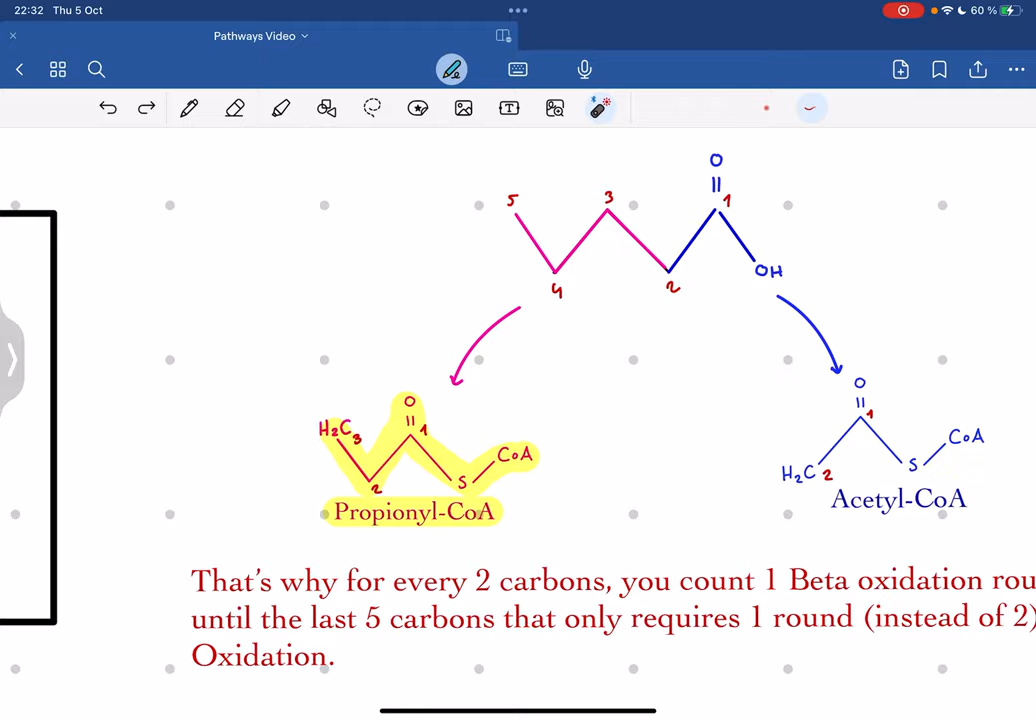 22:32 Thu 5 Oct
60 %
Pathways Video
T
O
5
3
1
OH
4
2
O
O
1
1
H₂C
3
CoA
CoA
S
S
2
H₂C 2
Propionyl-CoA
Acetyl-CoA
That's why for every 2 carbons, you count 1 Beta oxidation rou
until the last 5 carbons that only requires 1 round (instead of 2)
Oxidation.